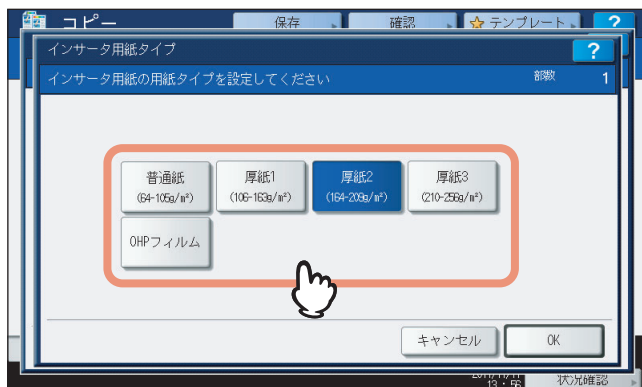 コピー 保存 確認 テンプレート ?
インサータ用紙タイプ ?
インサータ用紙の用紙タイプを設定してください 部数 1
普通紙 厚紙1 厚紙2 厚紙3
(64-105g/m²) (106-163g/m²) (164-209g/m²) (210-256g/m²)
OHPフィルム
キャンセル OK
13:56 状況確認